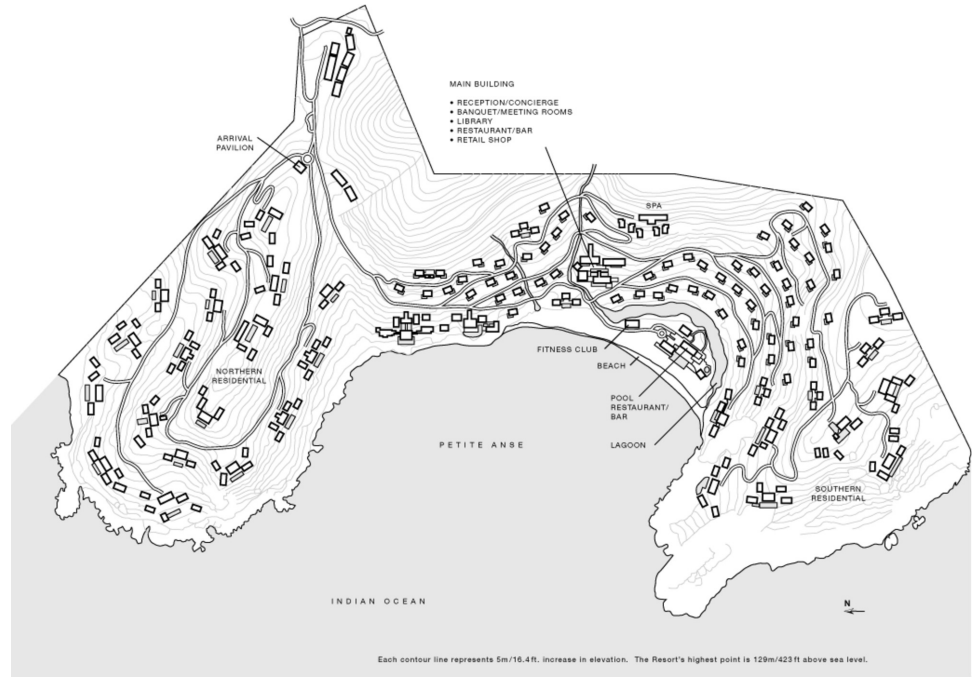 MAIN BUILDING
• RECEPTION/CONCIERGE
• BANQUET/MEETING ROOMS
• LIBRARY
• RESTAURANT/BAR
• RETAIL SHOP
ARRIVAL
PAVILION
SPA
FITNESS CLUB
BEACH
NORTHERN
RESIDENTIAL
POOL
RESTAURANT/
BAR
PETITE ANSE
LAGOON
SOUTHERN
RESIDENTIAL
INDIAN OCEAN
N
Each contour line represents 5m/16.4ft. increase in elevation. The Resort's highest point is 129m/423ft above sea level.